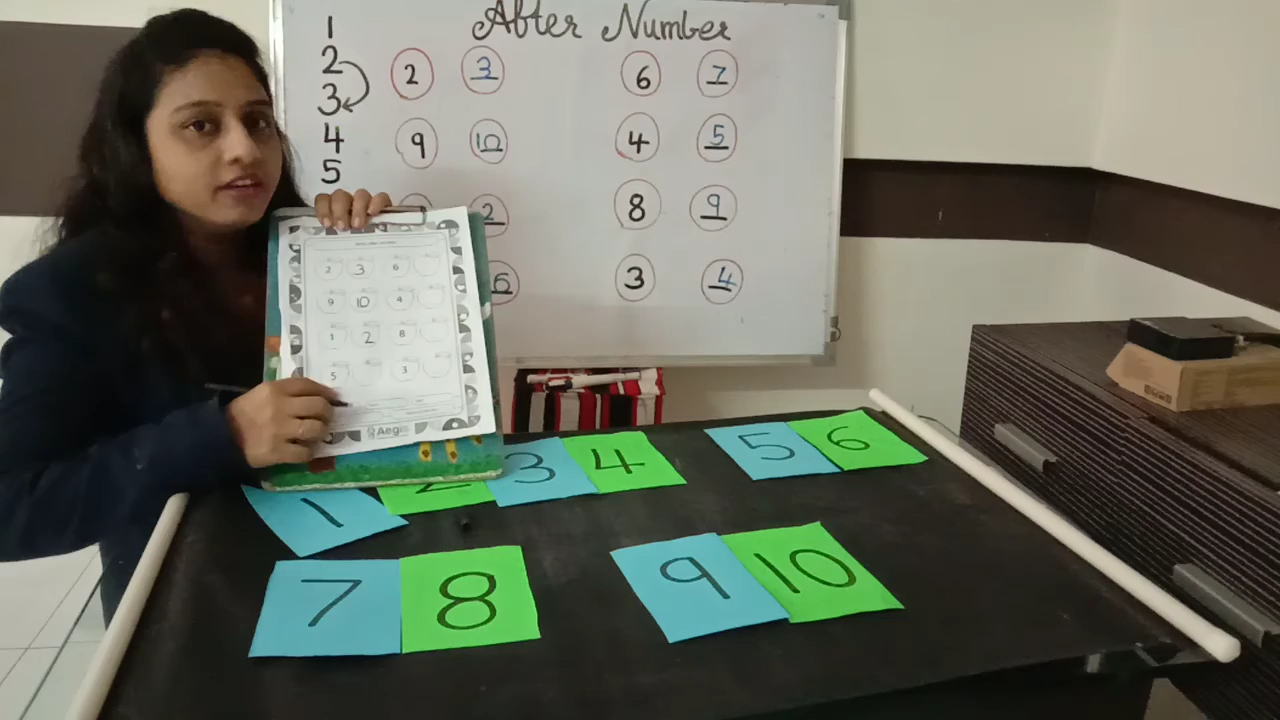 After Number
1
2
3
4
5
2 3 6 7
9 10 4 5
2 8 9
6 3 4
2 3 6
9 10 4
1 2 8
5 3
Aegi
1 2 3 4 5 6
7 8 9 10